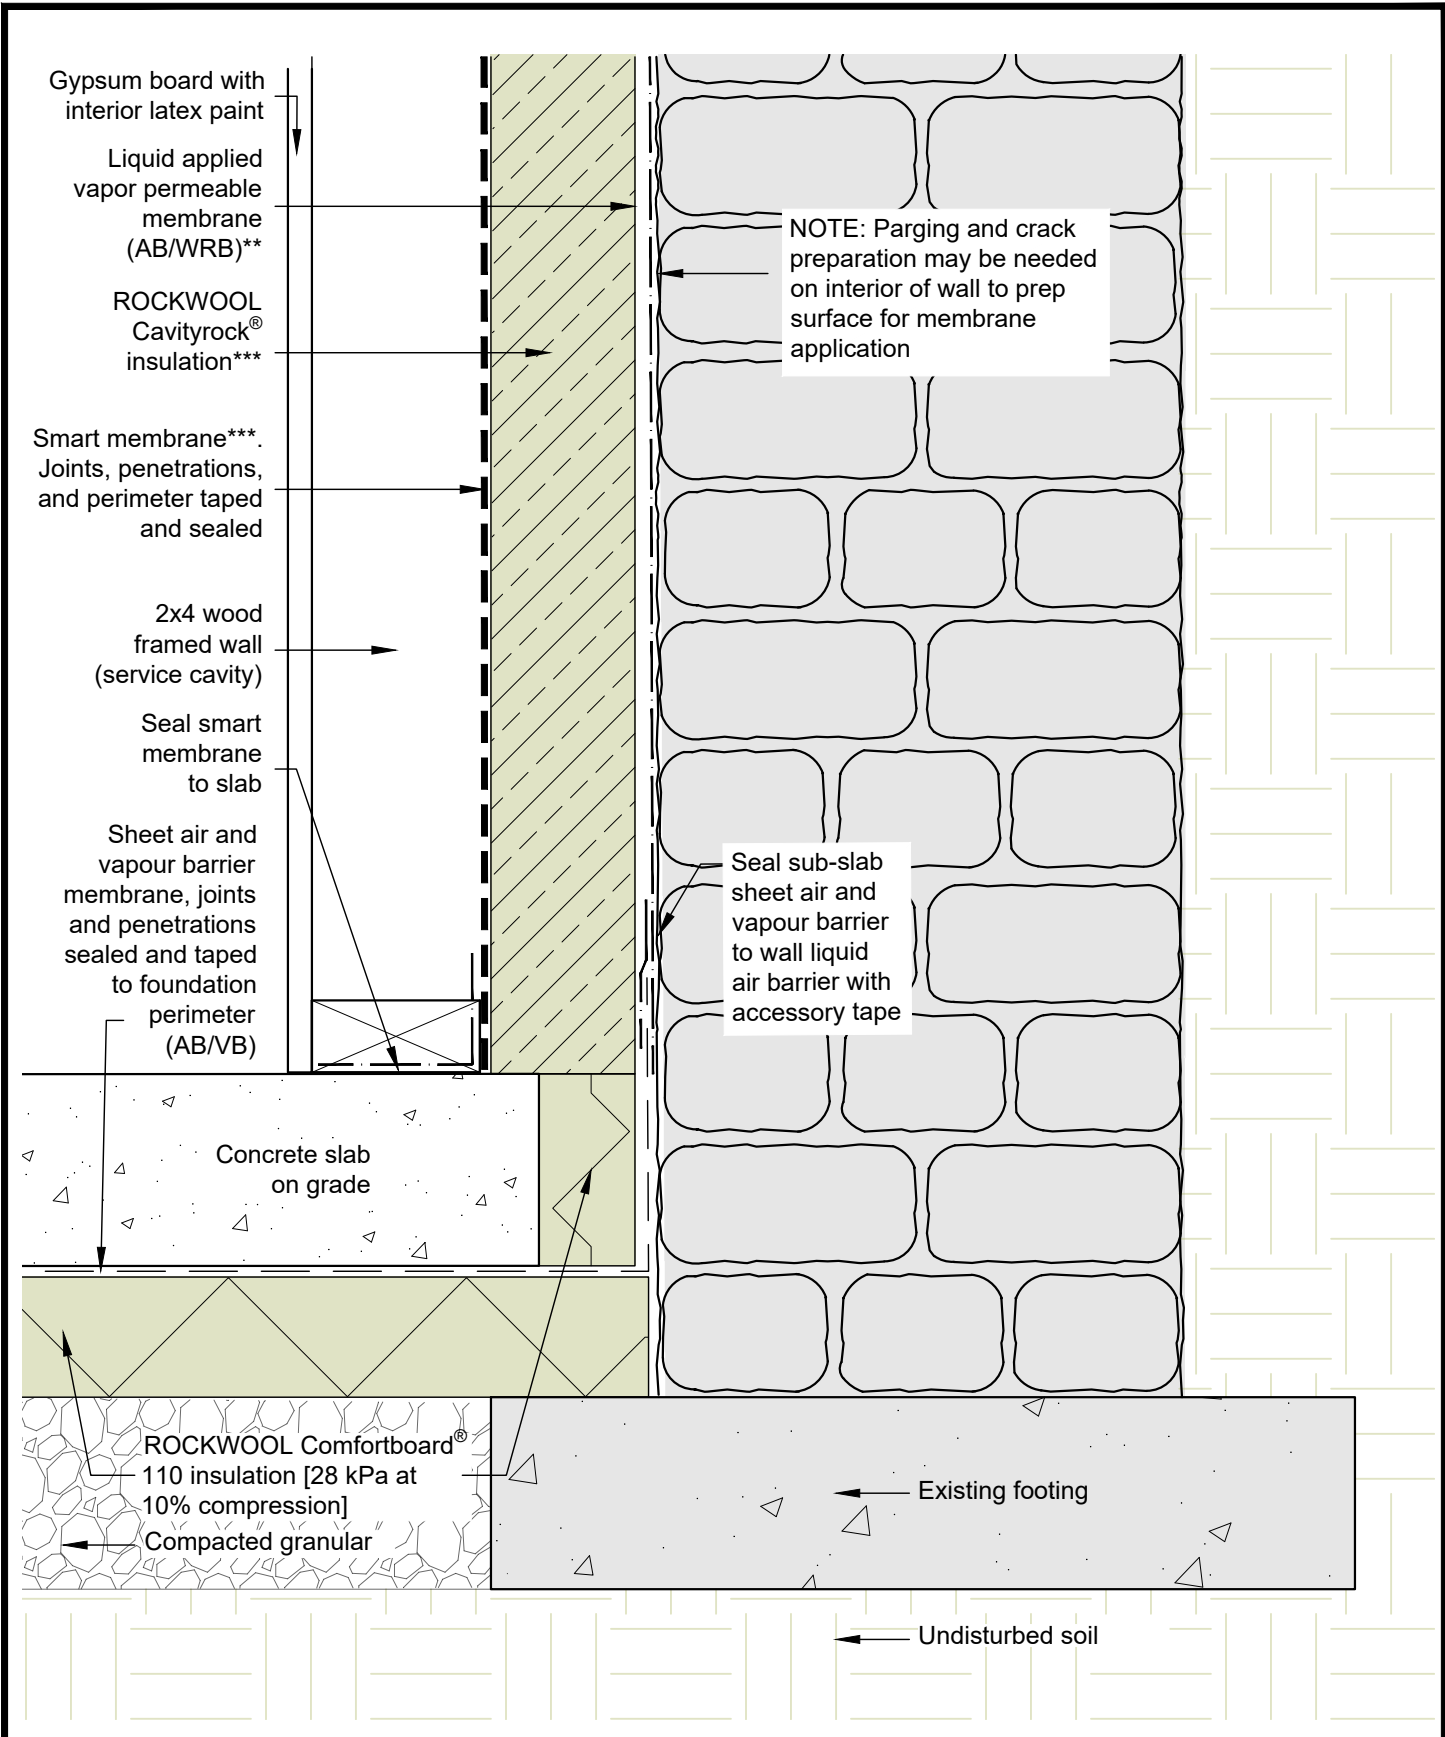 Gypsum board with
interior latex paint
Liquid applied
vapor permeable
membrane
(AB/WRB)**
ROCKWOOL
Cavityrock®
insulation***
Smart membrane***.
Joints, penetrations,
and perimeter taped
and sealed
2x4 wood
framed wall
(service cavity)
Seal smart
membrane
to slab
Sheet air and
vapour barrier
membrane, joints
and penetrations
sealed and taped
to foundation
perimeter
(AB/VB)
NOTE: Parging and crack
preparation may be needed
on interior of wall to prep
surface for membrane
application
Seal sub-slab
sheet air and
vapour barrier
to wall liquid
air barrier with
accessory tape
Concrete slab
on grade
ROCKWOOL Comfortboard®
110 insulation [28 kPa at
10% compression]
Compacted granular
Existing footing
Undisturbed soil